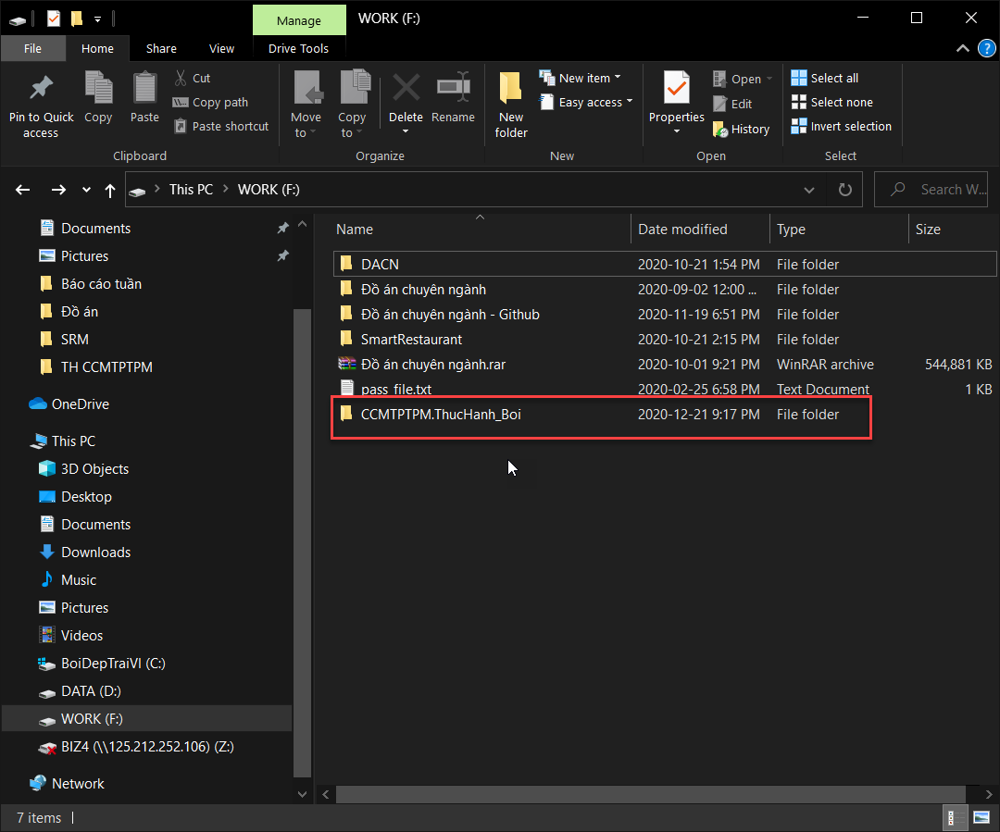 Manage
WORK (F:)
File
Home
Share
View
Drive Tools
?
Pin to Quick access
Copy
Paste
Cut
Copy path
Paste shortcut
Clipboard
Move to
Copy to
Delete
Rename
Organize
New folder
New item
Easy access
New
Properties
Open
Edit
History
Open
Select all
Select none
Invert selection
Select
This PC > WORK (F:)
Search W...
Documents
Pictures
Báo cáo tuần
Đồ án
SRM
TH CCMTPTPM
OneDrive
This PC
3D Objects
Desktop
Documents
Downloads
Music
Pictures
Videos
BoiDepTraiVl (C:)
DATA (D:)
WORK (F:)
BIZ4 (\\125.212.252.106) (Z:)
Network
Name Date modified Type Size
DACN 2020-10-21 1:54 PM File folder
Đồ án chuyên ngành 2020-09-02 12:00 ... File folder
Đồ án chuyên ngành - Github 2020-11-19 6:51 PM File folder
SmartRestaurant 2020-10-21 2:15 PM File folder
Đồ án chuyên ngành.rar 2020-10-01 9:21 PM WinRAR archive 544,881 KB
pass_file.txt 2020-02-25 6:58 PM Text Document 1 KB
CCMTPTPM.ThucHanh_Boi 2020-12-21 9:17 PM File folder
7 items